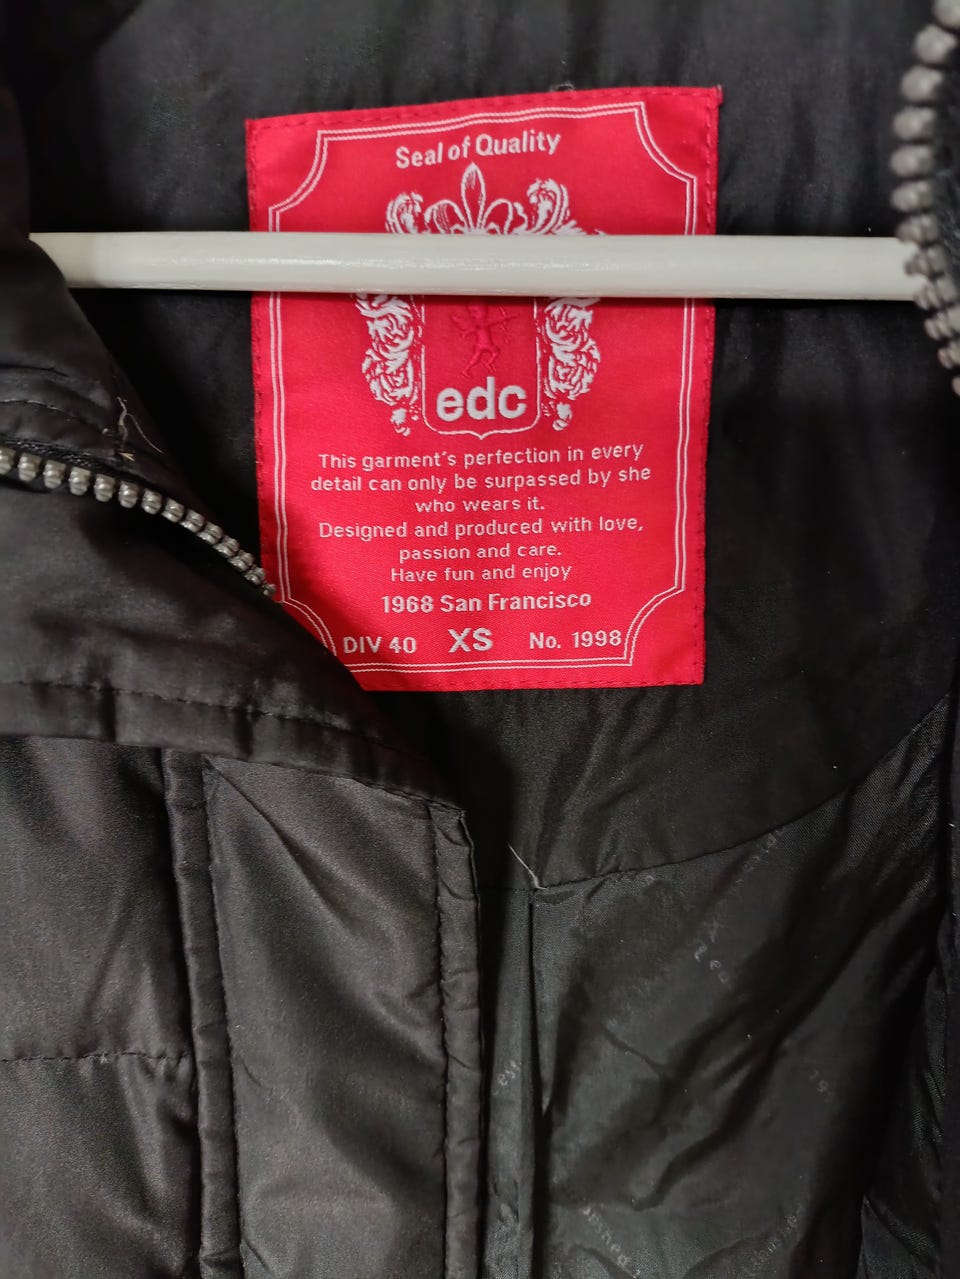 Seal of Quality
edc
This garment's perfection in every
detail can only be surpassed by she
who wears it.
Designed and produced with love,
passion and care.
Have fun and enjoy
1968 San Francisco
DIV 40 XS No. 1998